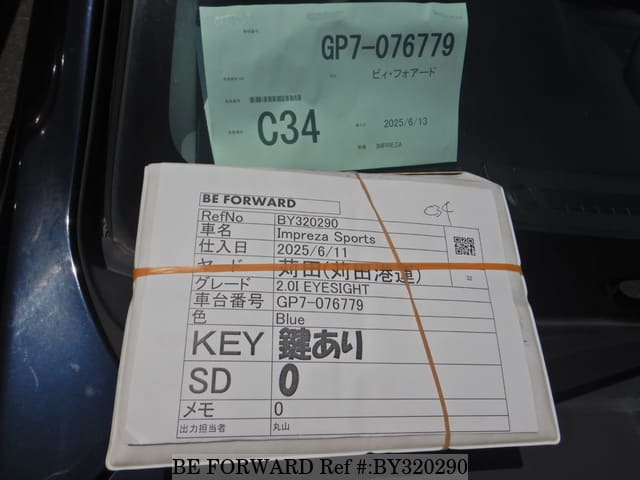 GP7-076779
ビィ・フォアード
C34
2025/6/13
IMPREZA
BE FORWARD
C34
RefNo BY320290
車名 Impreza Sports
仕入日 2025/6/11
ヤード 苅田(苅田港運)
グレード 2.0I EYESIGHT
車台番号 GP7-076779
色 Blue
KEY 鍵あり
SD 0
メモ 0
出力担当者 丸山
BE FORWARD Ref #:BY320290